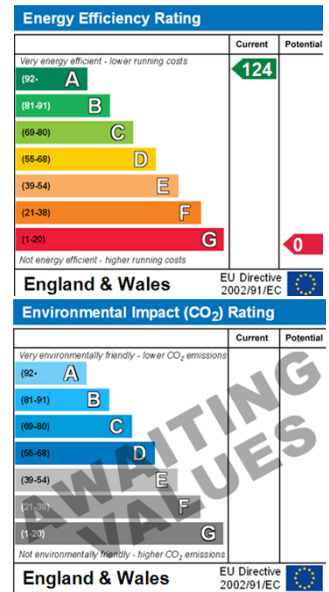 Energy Efficiency Rating
Current Potential
Very energy efficient - lower running costs
(92- A
124
(81-91) B
(69-80) C
(55-68) D
(39-54) E
(21-38) F
(1-20) G
0
Not energy efficient - higher running costs
England & Wales
EU Directive
2002/91/EC
Environmental Impact (CO₂) Rating
Current Potential
Very environmentally friendly - lower CO₂ emissions
(92- A
(81-91) B
(69-80) C
(55-68) D
(39-54) E
(21-38) F
(1-20) G
AWAITING
VALUES
Not environmentally friendly - higher CO₂ emissions
England & Wales
EU Directive
2002/91/EC